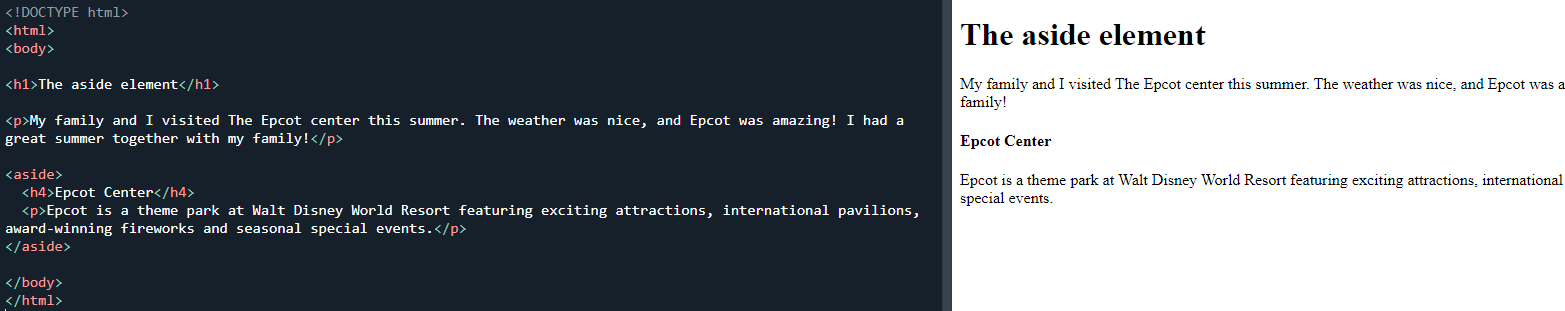 <!DOCTYPE html>
<html>
<body>
<h1>The aside element</h1>
<p>My family and I visited The Epcot center this summer. The weather was nice, and Epcot was amazing! I had a
great summer together with my family!</p>
<aside>
  <h4>Epcot Center</h4>
  <p>Epcot is a theme park at Walt Disney World Resort featuring exciting attractions, international pavilions,
award-winning fireworks and seasonal special events.</p>
</aside>
</body>
</html>
The aside element
My family and I visited The Epcot center this summer. The weather was nice, and Epcot was a
family!
Epcot Center
Epcot is a theme park at Walt Disney World Resort featuring exciting attractions, international
special events.